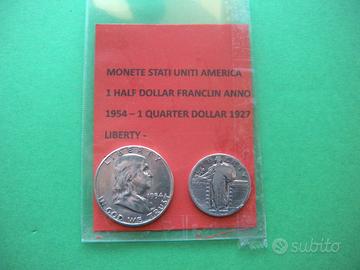 MONETE STATI UNITI AMERICA
1 HALF DOLLAR FRANCLIN ANNO
1954 – 1 QUARTER DOLLAR 1927
LIBERTY -
LIBERTY
1954
IN GOD WE TRUST
subito